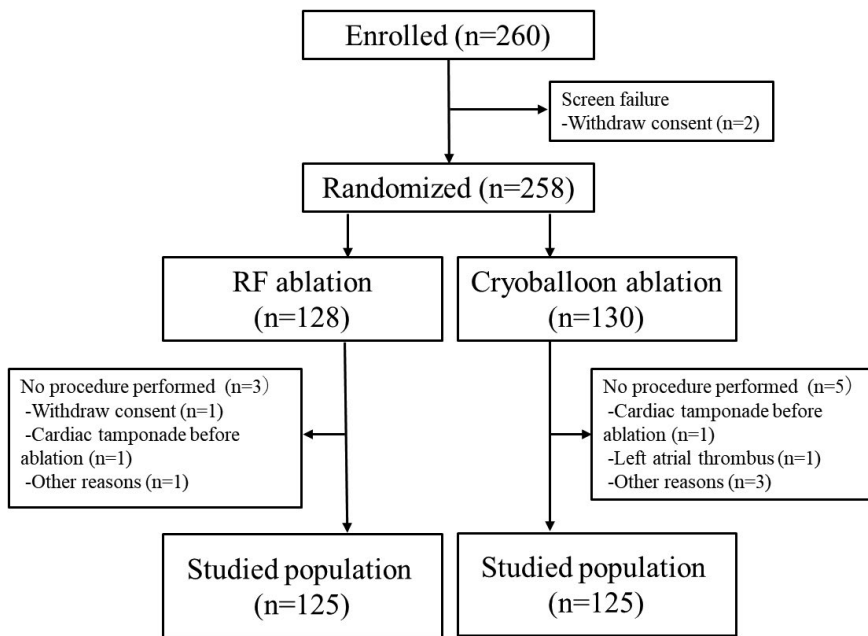 Enrolled (n=260)
Screen failure
-Withdraw consent (n=2)
Randomized (n=258)
RF ablation
(n=128)
Cryoballoon ablation
(n=130)
No procedure performed (n=3）
-Withdraw consent (n=1)
-Cardiac tamponade before
ablation (n=1)
-Other reasons (n=1)
No procedure performed (n=5）
-Cardiac tamponade before
ablation (n=1)
-Left atrial thrombus (n=1)
-Other reasons (n=3)
Studied population
(n=125)
Studied population
(n=125)